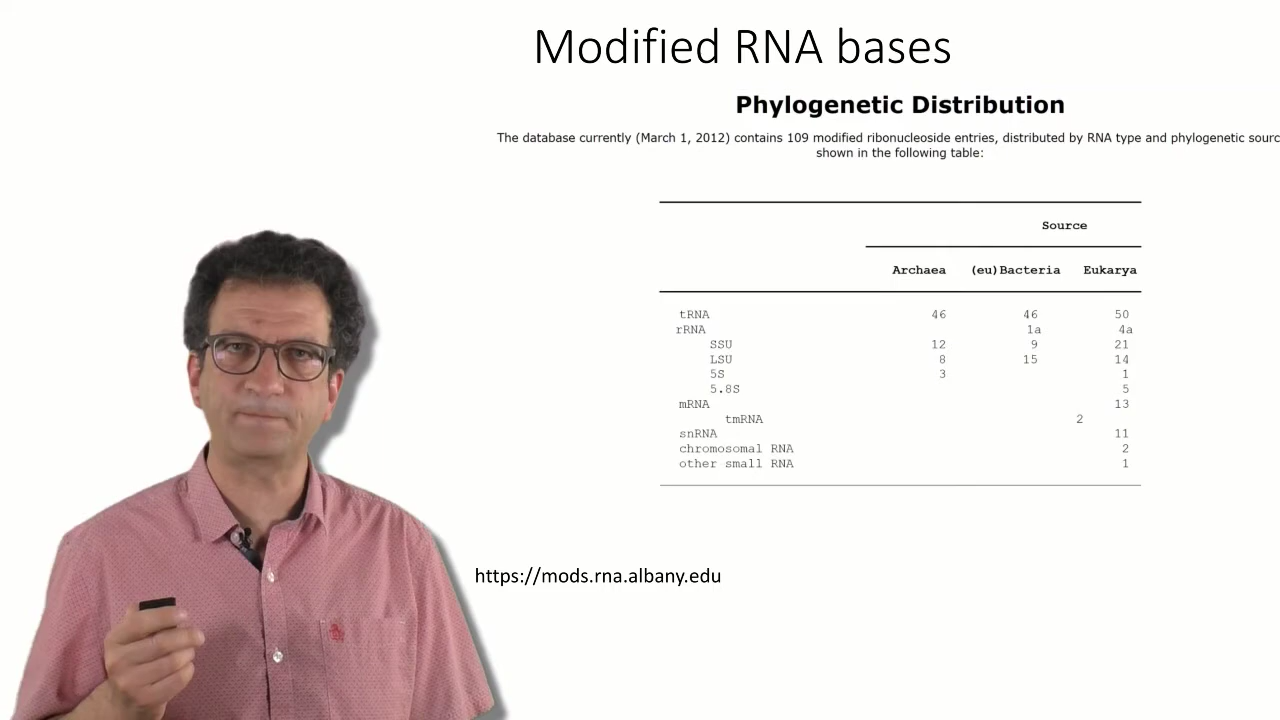 Modified RNA bases
Phylogenetic Distribution
The database currently (March 1, 2012) contains 109 modified ribonucleoside entries, distributed by RNA type and phylogenetic sourc
shown in the following table:
Source
Archaea (eu)Bacteria Eukarya
tRNA 46 46 50
rRNA 1a 4a
SSU 12 9 21
LSU 8 15 14
5S 3 1
5.8S 5
mRNA 13
tmRNA 2
snRNA 11
chromosomal RNA 2
other small RNA 1
https://mods.rna.albany.edu